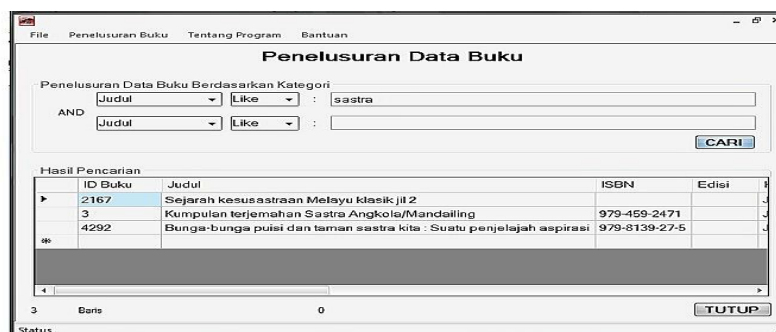 File Penelusuran Buku Tentang Program Bantuan
Penelusuran Data Buku
Penelusuran Data Buku Berdasarkan Kategori
Judul Like : sastra
AND
Judul Like :
CARI
Hasil Pencarian
ID Buku Judul ISBN Edisi
2167 Sejarah kesusastraan Melayu klasik jil 2
3 Kumpulan terjemahan Sastra Angkola/Mandailing 979-459-2471
4292 Bunga-bunga puisi dan taman sastra kita : Suatu penjelajah aspirasi 979-8139-27-5
3 Baris 0 TUTUP
Status